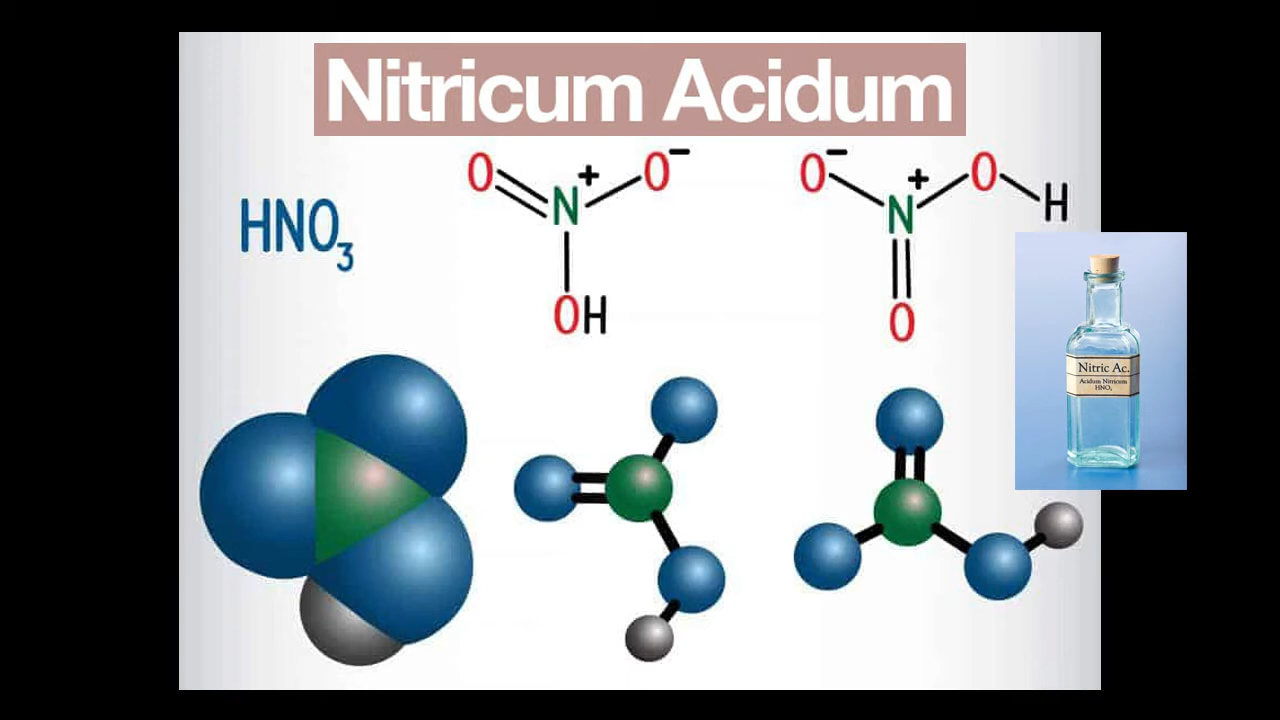 Nitricum Acidum
HNO₃
O
N
+
O
−
OH
O
−
N
+
O
H
O
Nitric Ac.
Acidum Nitricum
HNO₃